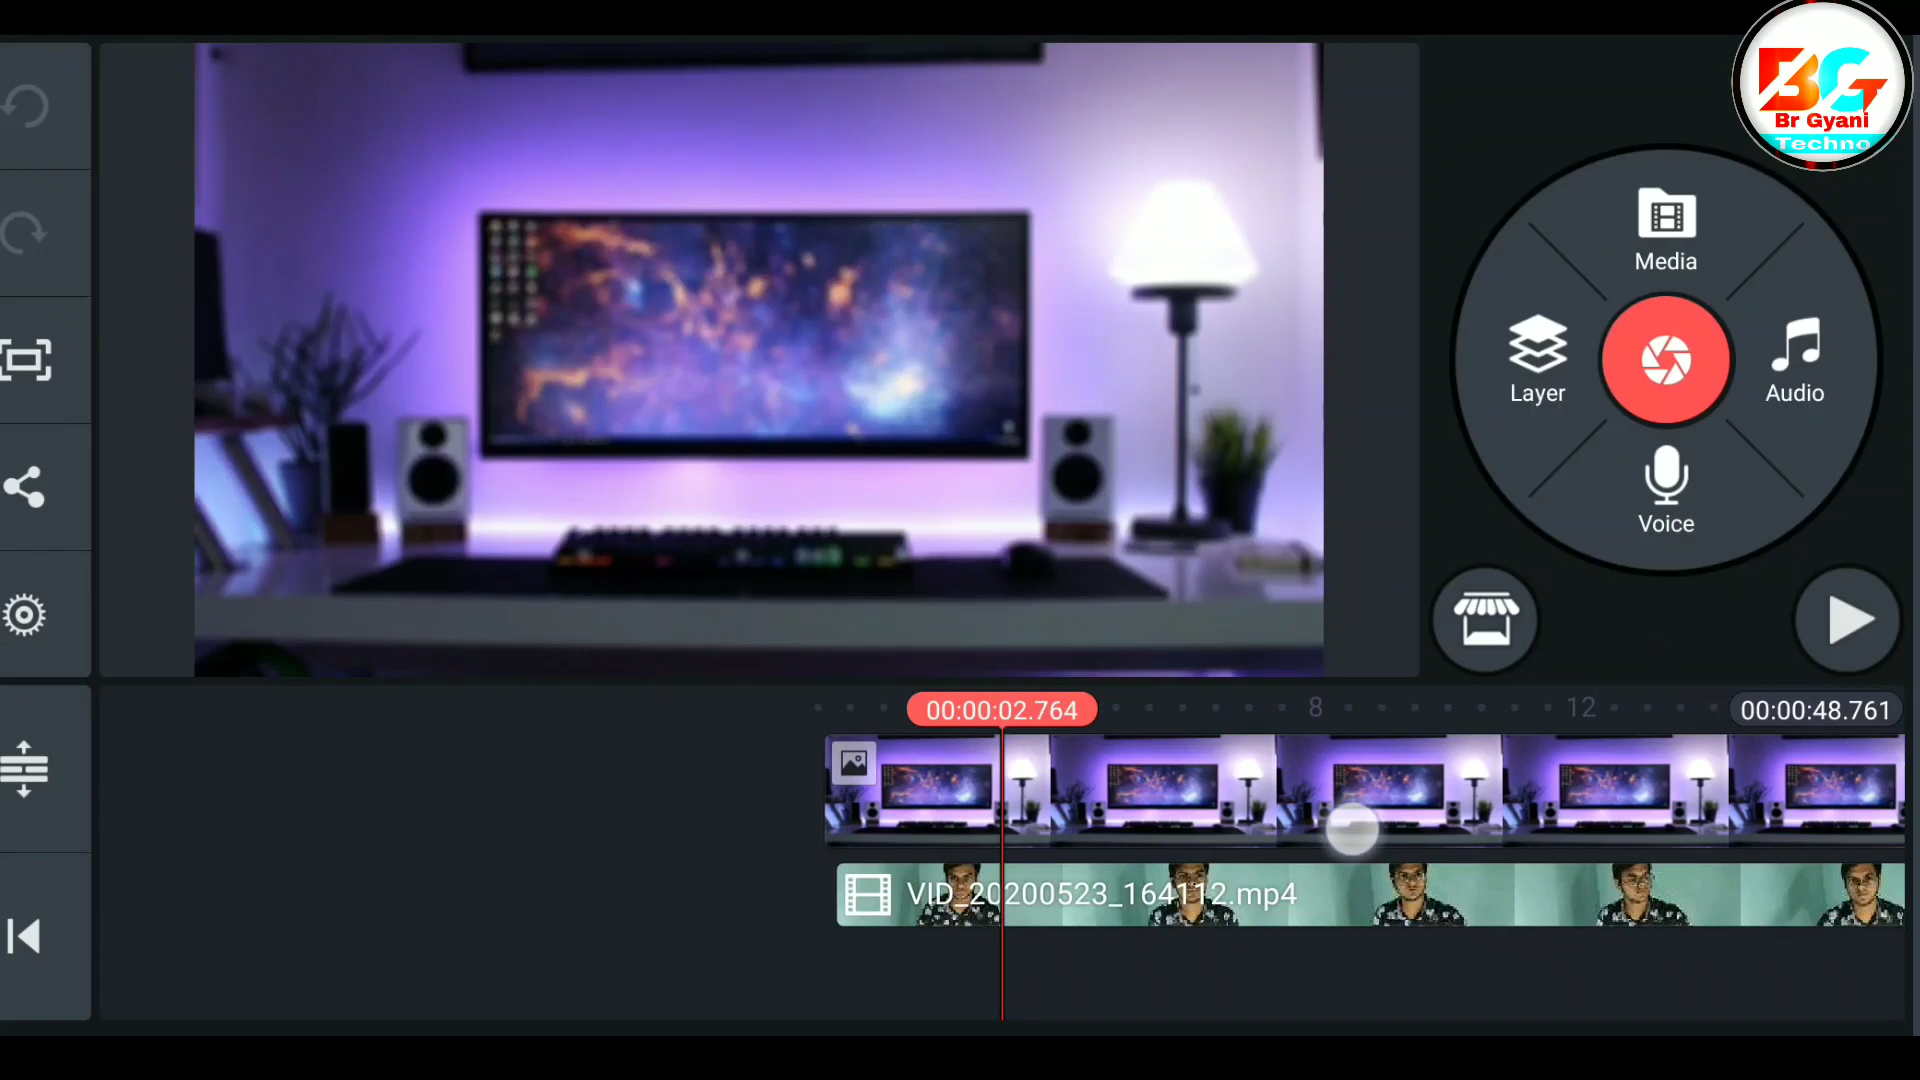 BG
Br Gyani
Techno
Media
Layer
Audio
Voice
00:00:02.764
8
12
00:00:48.761
VID_20200523_164112.mp4